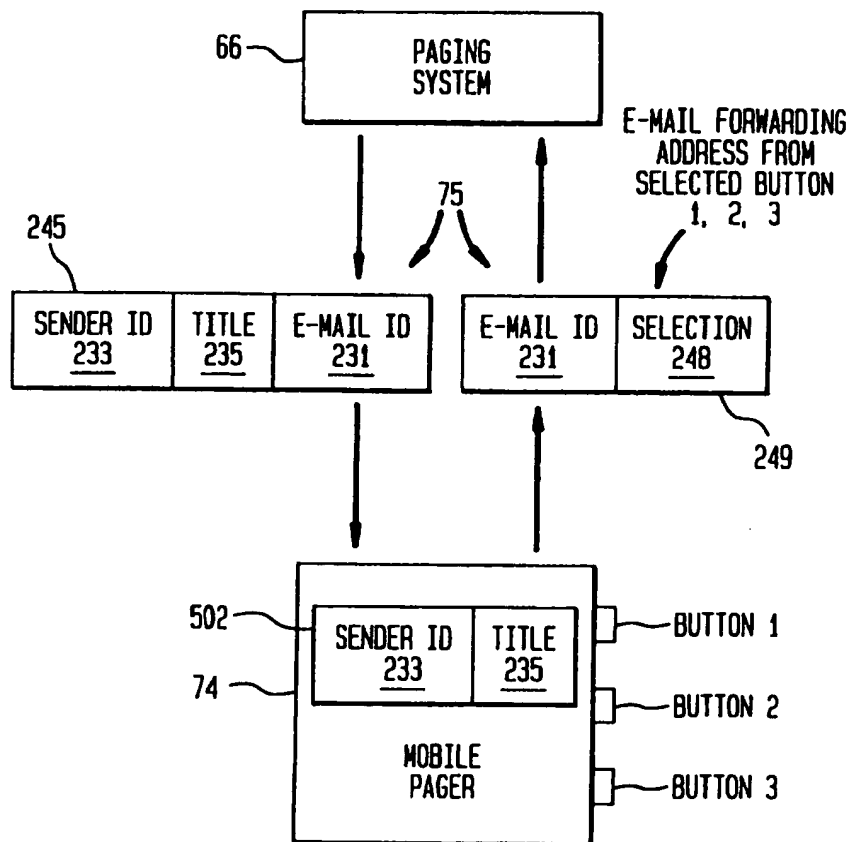 66
PAGING
SYSTEM
E-MAIL FORWARDING
ADDRESS FROM
SELECTED BUTTON
1, 2, 3
75
245
SENDER ID
233
TITLE
235
E-MAIL ID
231
E-MAIL ID
231
SELECTION
248
249
502
SENDER ID
233
TITLE
235
74
MOBILE
PAGER
BUTTON 1
BUTTON 2
BUTTON 3